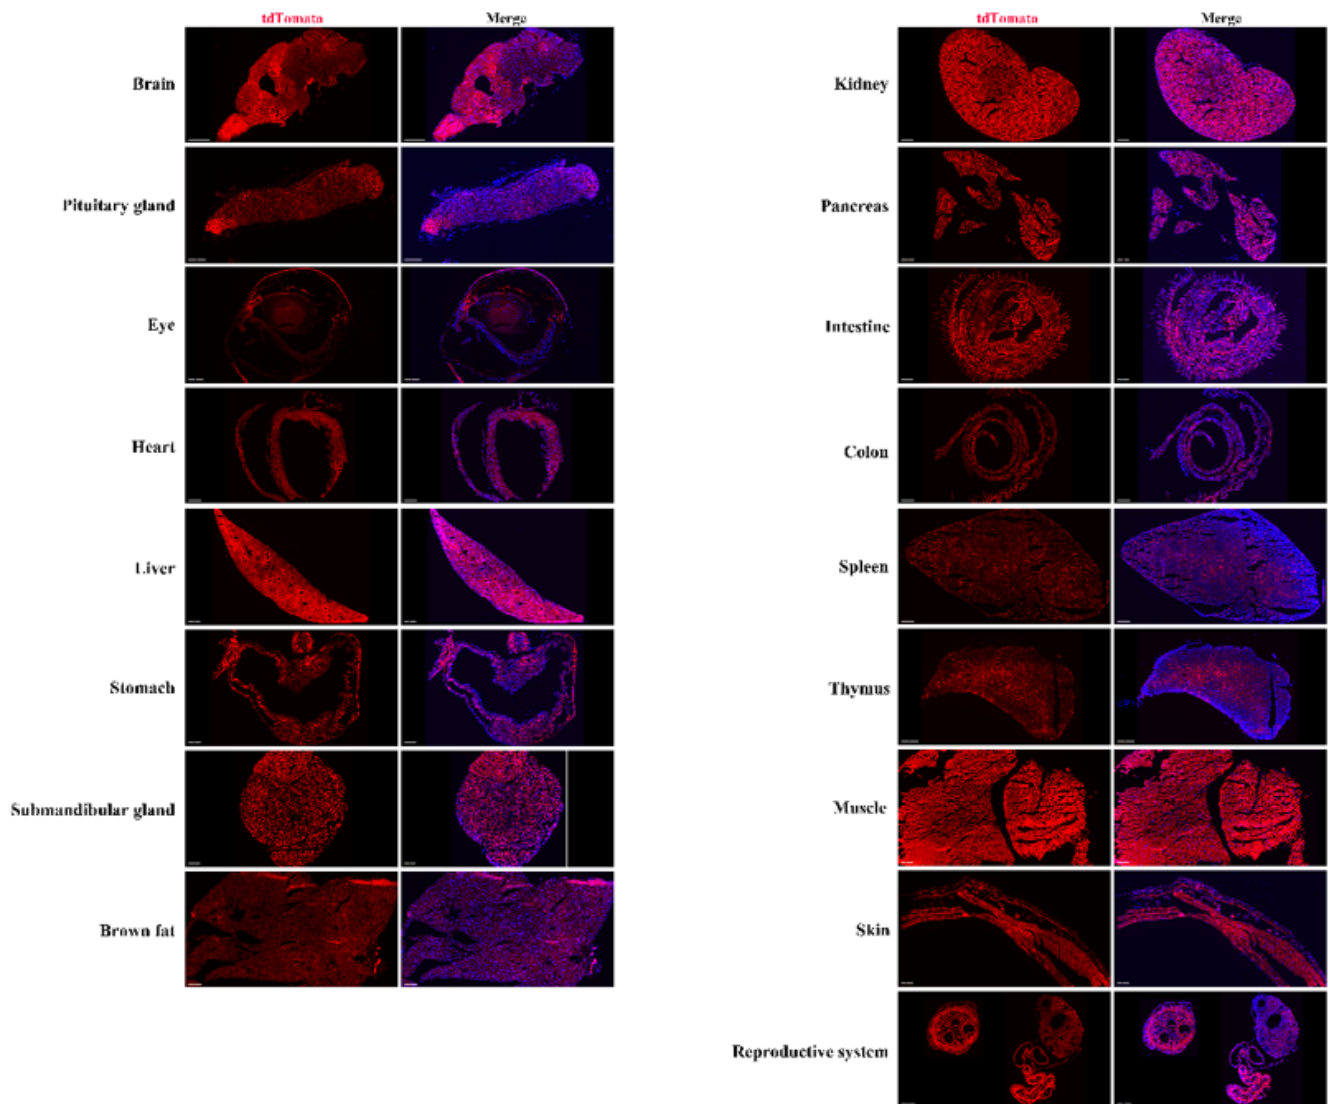 tdTomato Merge
Brain
Pituitary gland
Eye
Heart
Liver
Stomach
Submandibular gland
Brown fat
tdTomato Merge
Kidney
Pancreas
Intestine
Colon
Spleen
Thymus
Muscle
Skin
Reproductive system